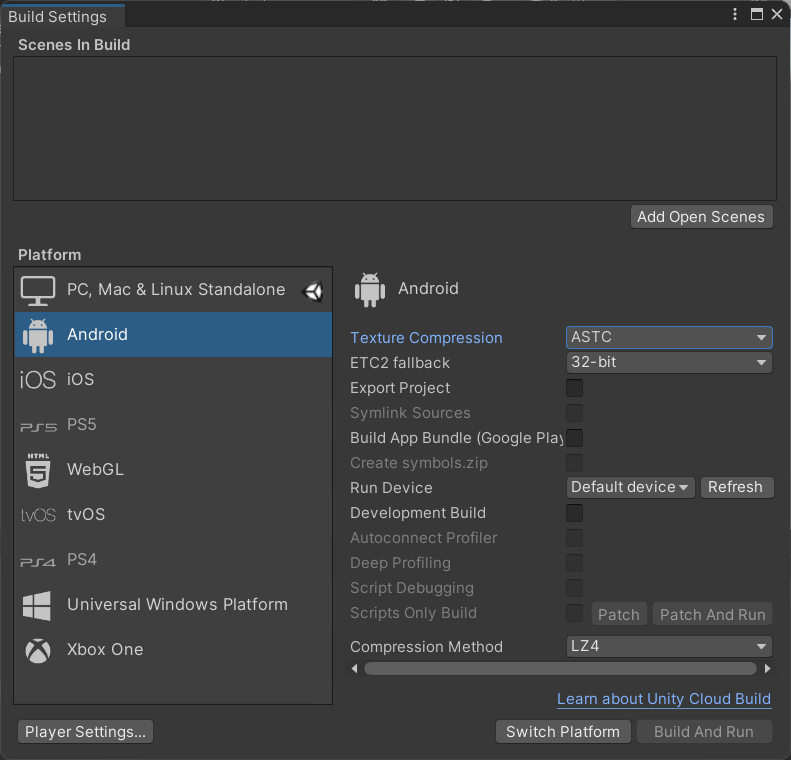 Build Settings
Scenes In Build
Add Open Scenes
Platform
PC, Mac & Linux Standalone
Android
iOS iOS
PS5 PS5
HTML 5 WebGL
tvOS tvOS
PS4 PS4
Universal Windows Platform
Xbox One
Android
Texture Compression ASTC
ETC2 fallback 32-bit
Export Project
Symlink Sources
Build App Bundle (Google Play
Create symbols.zip
Run Device Default device Refresh
Development Build
Autoconnect Profiler
Deep Profiling
Script Debugging
Scripts Only Build Patch Patch And Run
Compression Method LZ4
Learn about Unity Cloud Build
Player Settings... Switch Platform Build And Run